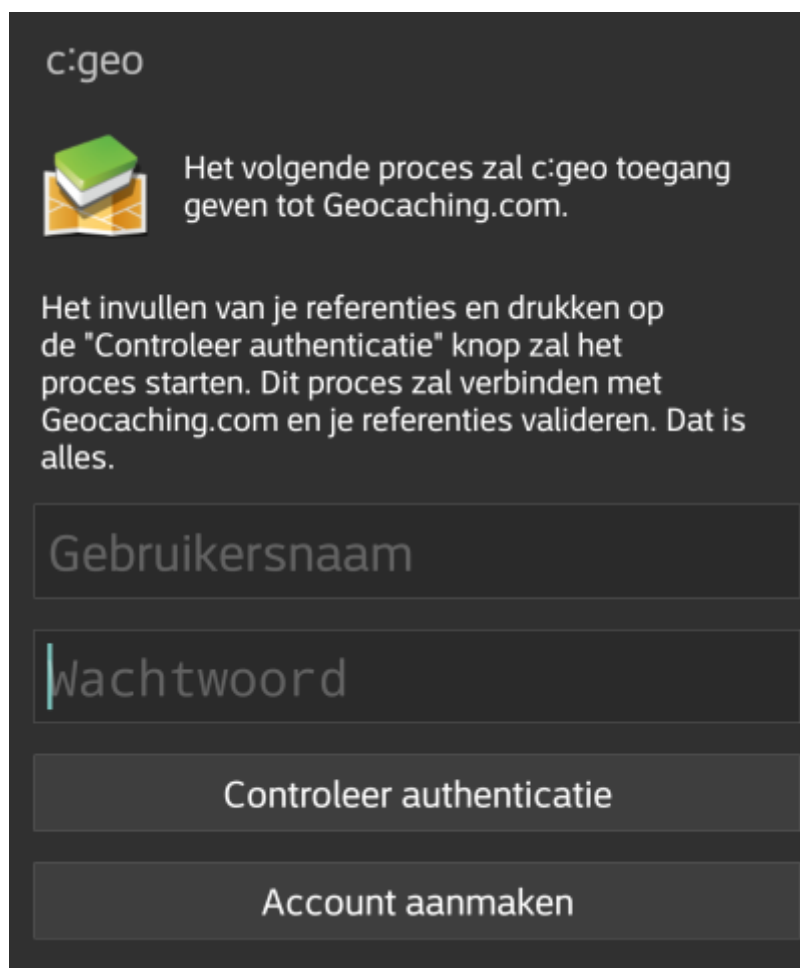 c:geo
Het volgende proces zal c:geo toegang
geven tot Geocaching.com.
Het invullen van je referenties en drukken op
de "Controleer authenticatie" knop zal het
proces starten. Dit proces zal verbinden met
Geocaching.com en je referenties valideren. Dat is
alles.
Gebruikersnaam
Wachtwoord
Controleer authenticatie
Account aanmaken